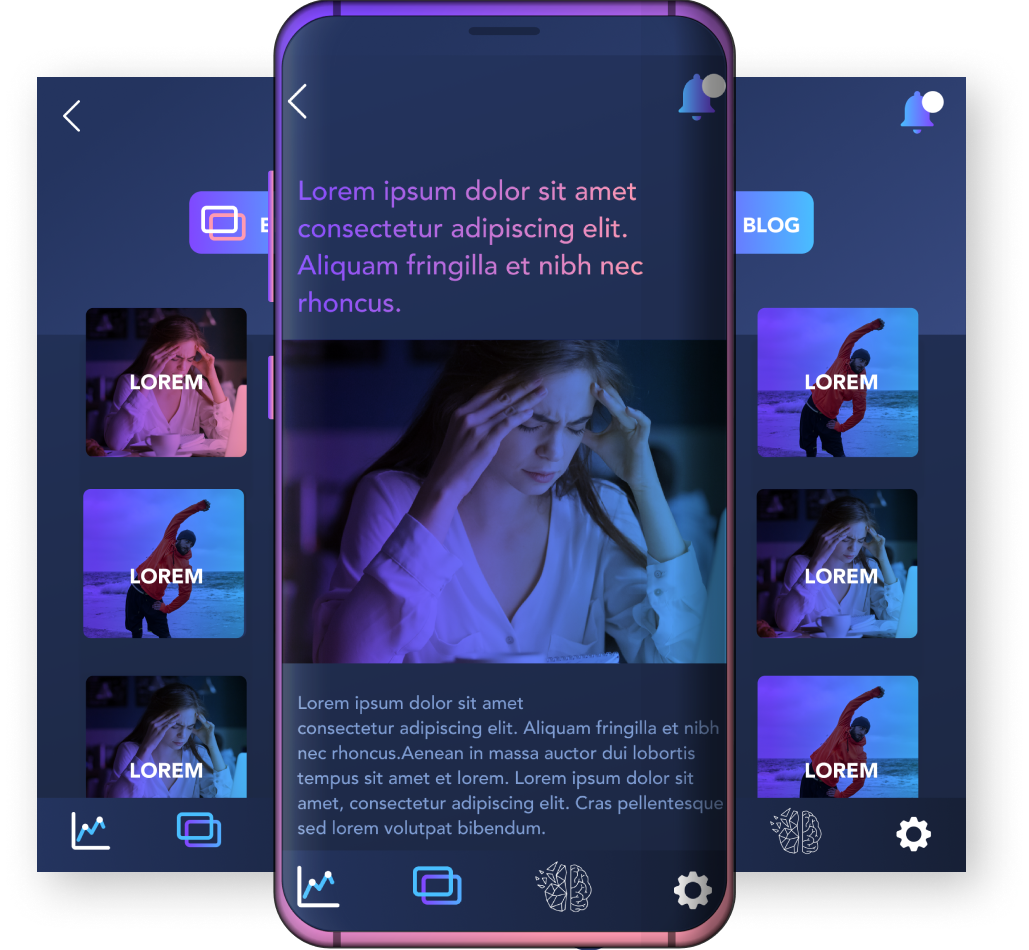 Lorem ipsum dolor sit amet
consectetur adipiscing elit.
Aliquam fringilla et nibh nec
rhoncus.
BLOG
LOREM
LOREM
LOREM
LOREM
LOREM
LOREM
Lorem ipsum dolor sit amet
consectetur adipiscing elit. Aliquam fringilla et nibh
nec rhoncus.Aenean in massa auctor dui lobortis
tempus sit amet et lorem. Lorem ipsum dolor sit
amet, consectetur adipiscing elit. Cras pellentesque
sed lorem volutpat bibendum.